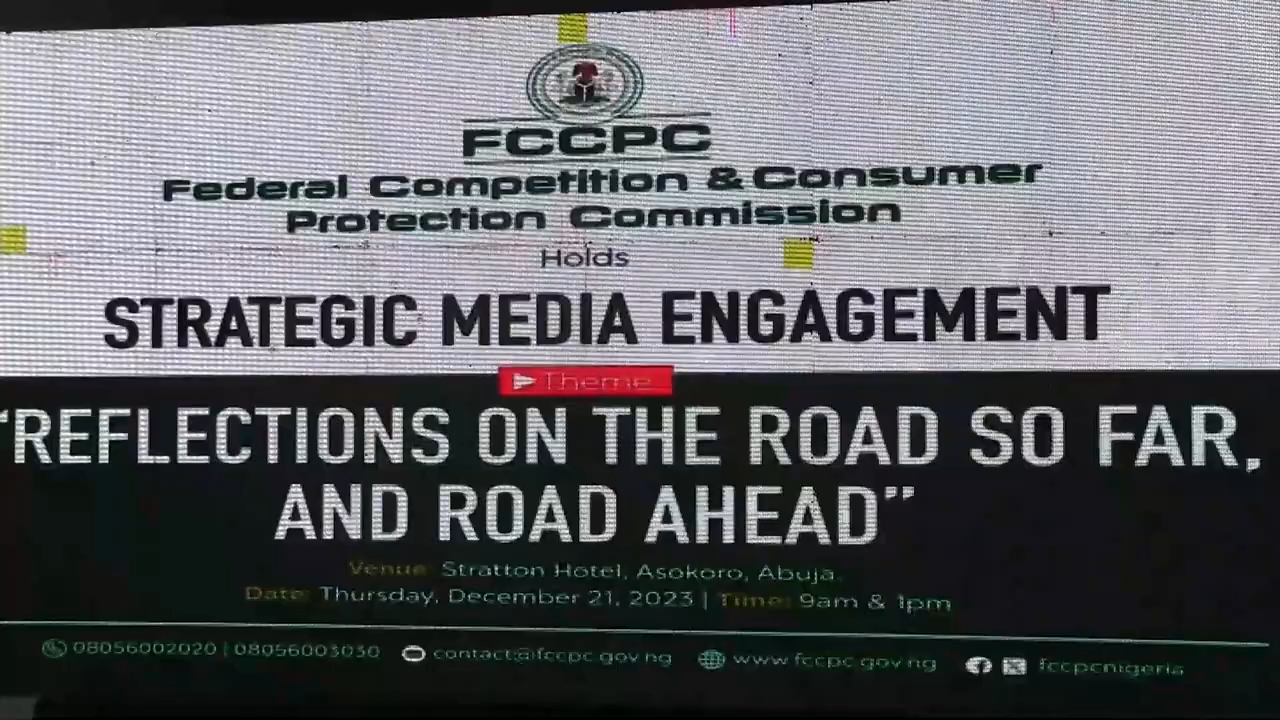 FCCPC
Federal Competition & Consumer
Protection Commission
Holds
STRATEGIC MEDIA ENGAGEMENT
Theme
"REFLECTIONS ON THE ROAD SO FAR,
AND ROAD AHEAD"
Venue: Stratton Hotel, Asokoro, Abuja.
Date: Thursday, December 21, 2023 | Time: 9am & 1pm
08056002020 | 08056003030 contact@fccpc.gov.ng www.fccpc.gov.ng fccpcnigeria